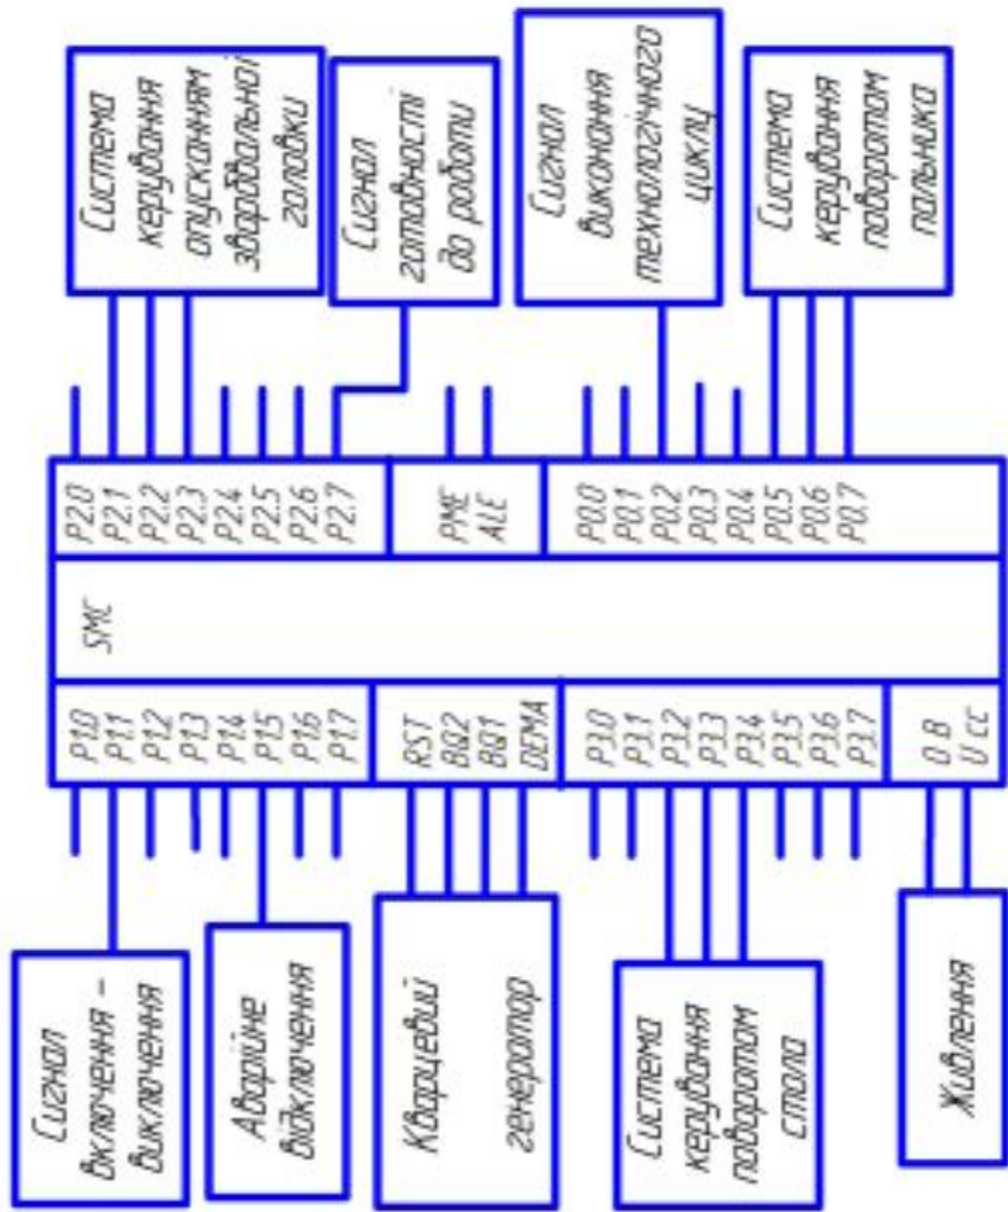 Сигнал
включення –
виключення
Аварійне
відключення
Кварцевий
генератор
Система
керування
поворотом
стола
Живлення
P1.0
P1.1
P1.2
P1.3
P1.4
P1.5
P1.6
P1.7
RST
BQ2
BQ1
DEMA
P3.0
P3.1
P3.2
P3.3
P3.4
P3.5
P3.6
P3.7
0 В
U CC
SMC
P2.0
P2.1
P2.2
P2.3
P2.4
P2.5
P2.6
P2.7
PME
ALE
P0.0
P0.1
P0.2
P0.3
P0.4
P0.5
P0.6
P0.7
Система
керування
опусканням
зварювальної
головки
Сигнал
готовності
до работи
Сигнал
виконання
технологічного
циклу
Система
керування
поворотом
пальника